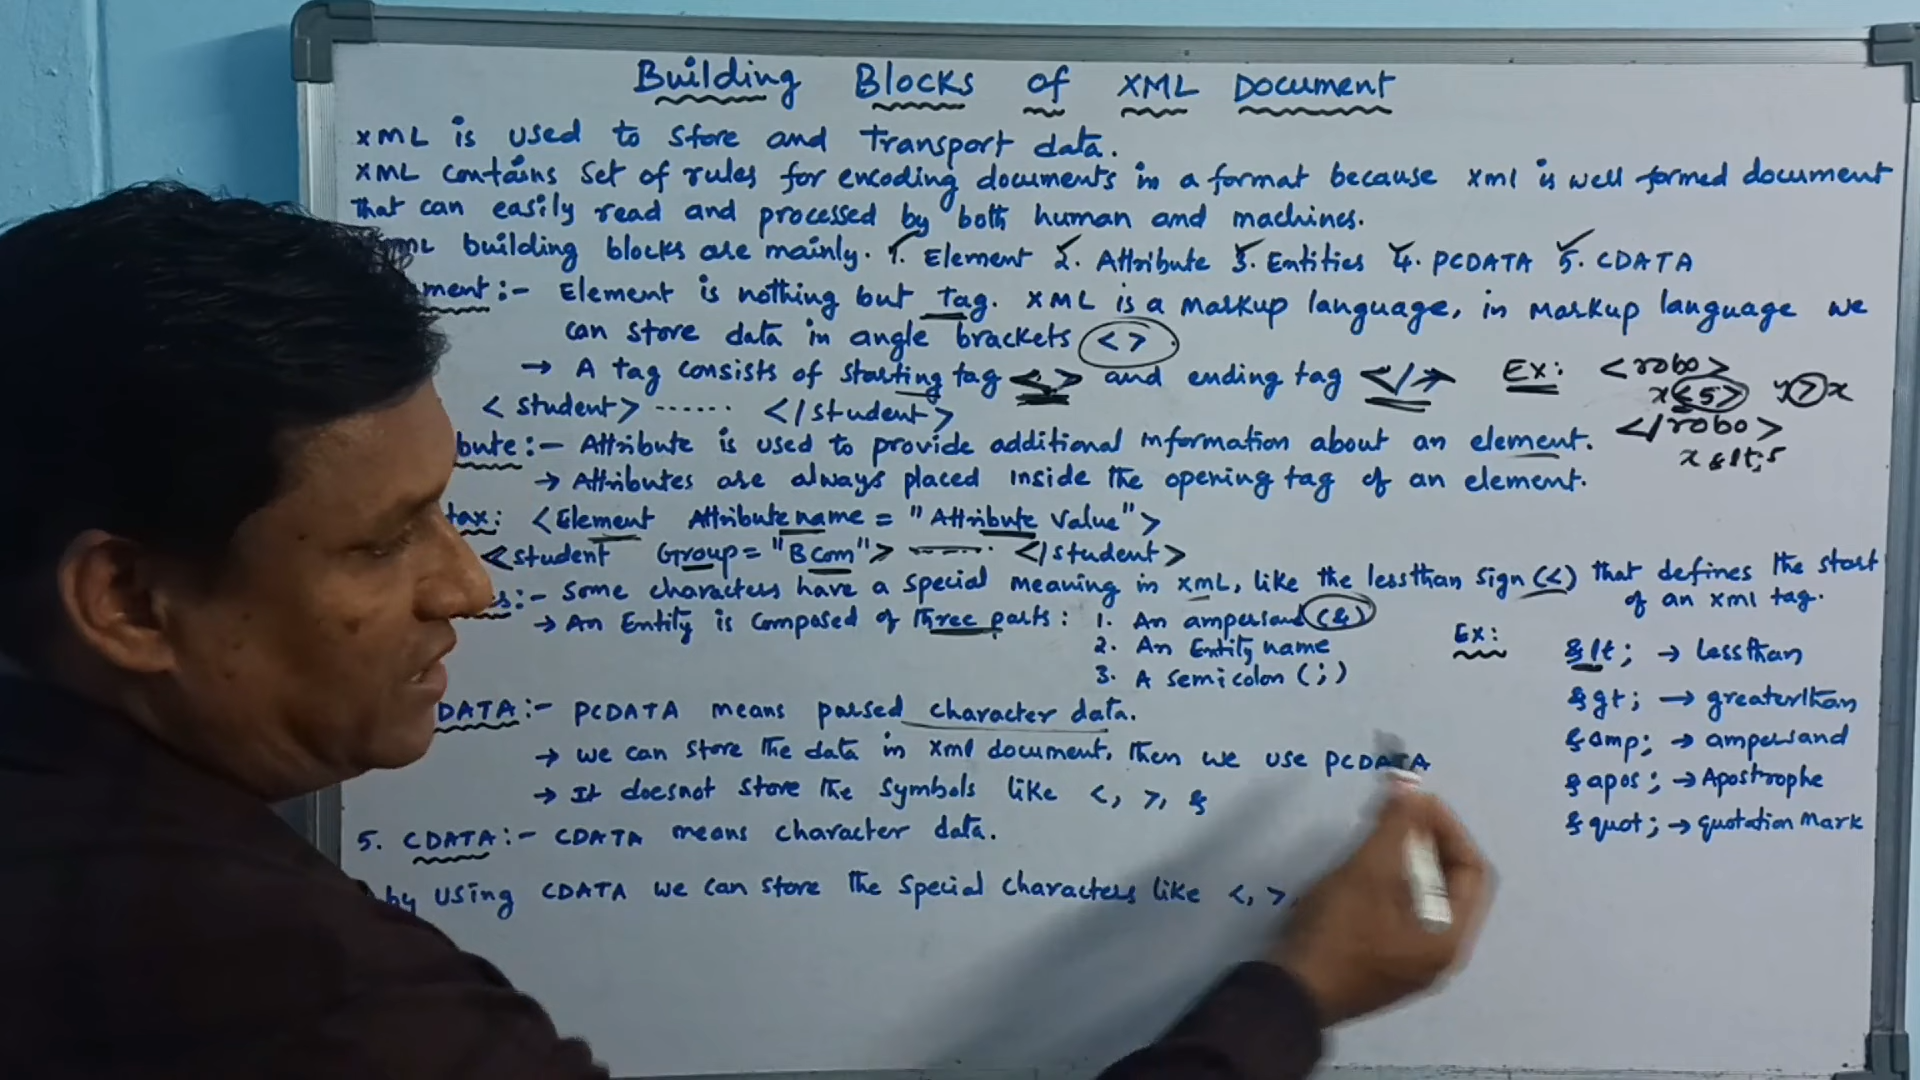 Building Blocks of XML Document
XML is used to store and transport data.
XML contains set of rules for encoding documents in a format because xml is well formed document
that can easily read and processed by both human and machines.
ML building blocks are mainly. 1. Element 2. Attribute 3. Entities 4. PCDATA 5. CDATA
ment:- Element is nothing but tag. XML is a markup language, in markup language we
can store data in angle brackets < >
→ A tag consists of starting tag < > and ending tag </> Ex: <robo>
x<5> y>x
<student> ...... </student>
</robo>
x &lt;5
bute:- Attribute is used to provide additional information about an element.
→ Attributes are always placed inside the opening tag of an element.
tax: <Element Attribute name = "Attribute value">
<student Group= "BCom"> ------. </student>
s:- Some characters have a special meaning in xmL, like the lessthan sign (<) that defines the start
of an xml tag.
→ An Entity is composed of three parts: 1. An ampersand (&)
2. An Entity name
3. A semicolon (;)
Ex: &lt; → lessthan
&gt; → greaterthan
&amp; → ampersand
&apos; → Apostrophe
&quot; → quotation Mark
DATA:- PCDATA means parsed character data.
→ we can store the data in xml document, then we use PCDATA
→ It doesnot store the symbols like <, >, &
5. CDATA:- CDATA means character data.
by using CDATA we can store the special characters like <, >,